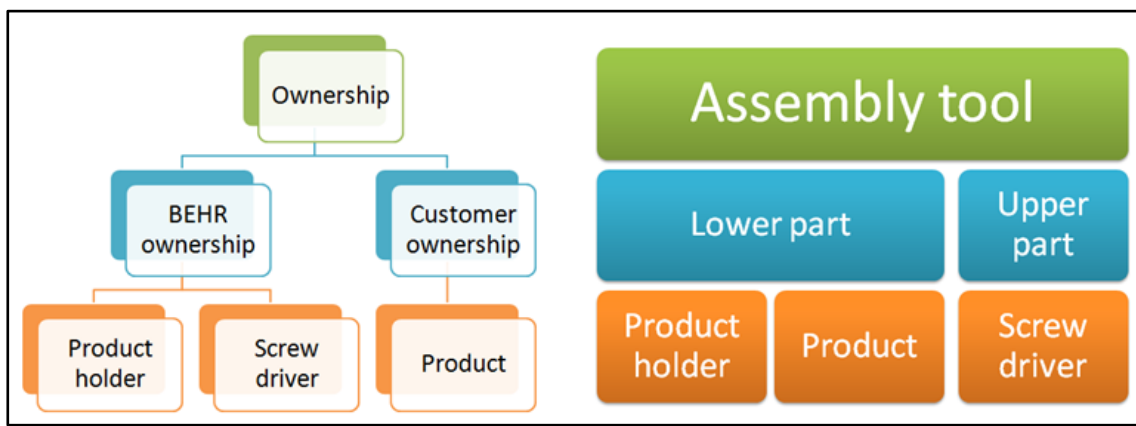 Ownership
BEHR
ownership
Customer
ownership
Product
holder
Screw
driver
Product
Assembly tool
Lower part
Upper
part
Product
holder
Product
Screw
driver